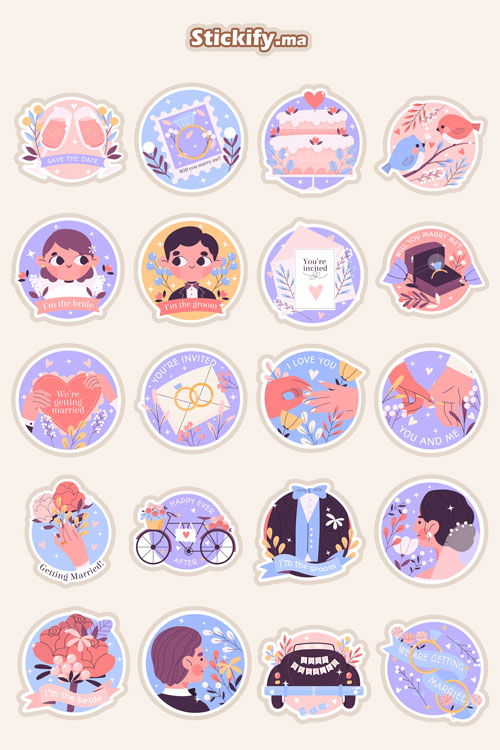 Stickify.ma
SAVE THE DATE
Will you marry me?
I'm the bride
I'm the groom
You're
invited
WILL YOU MARRY ME?
We're
getting
married
YOU'RE INVITED
I LOVE YOU
YOU AND ME
Getting Married!
HAPPY EVER
AFTER
I'm the groom
I'm the bride
WE ARE GETTING
MARRIED